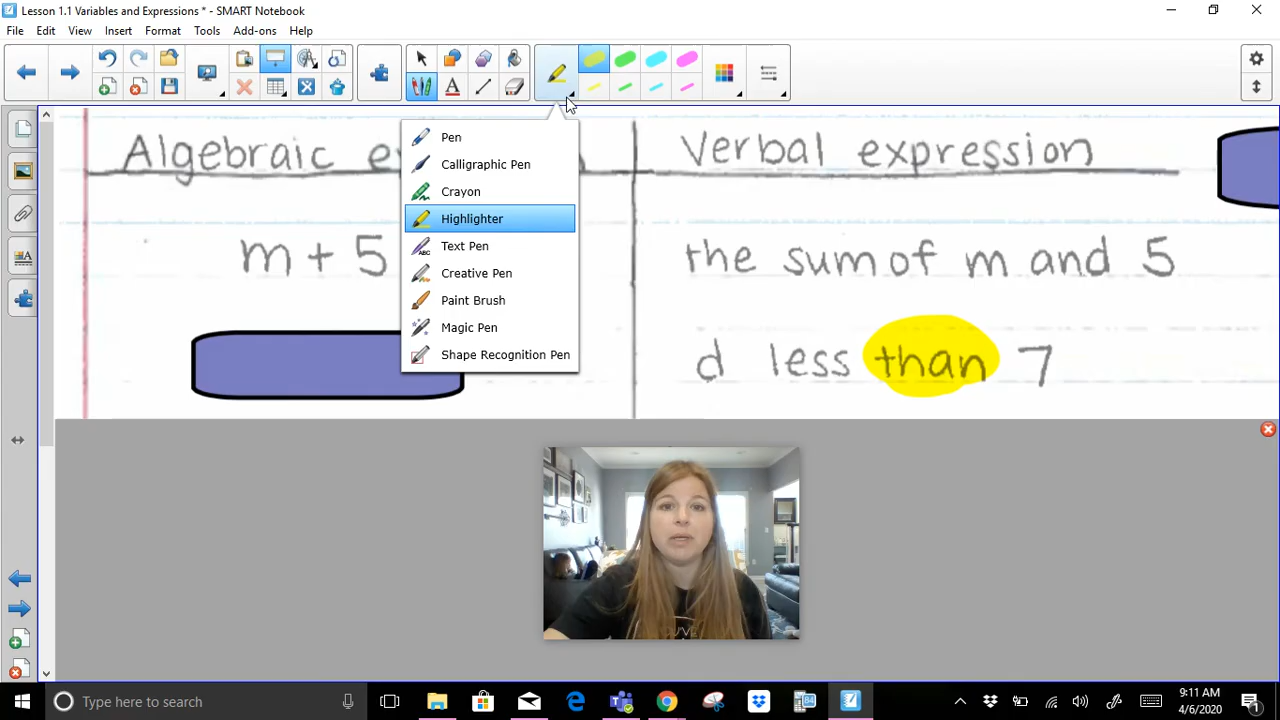 Lesson 1.1 Variables and Expressions * - SMART Notebook
File Edit View Insert Format Tools Add-ons Help
Pen
Calligraphic Pen
Crayon
Highlighter
Text Pen
ABC
Creative Pen
Paint Brush
Magic Pen
Shape Recognition Pen
Algebraic e
Verbal expression
m + 5
the sum of m and 5
d less than 7
Type here to search
9:11 AM
4/6/2020